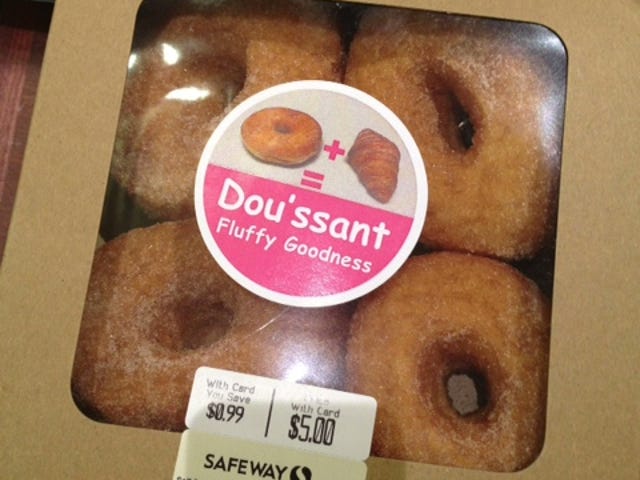 +
=
Dou'ssant
Fluffy Goodness
With Card
You Save
$0.99
With Card
$5.00
SAFEWAY